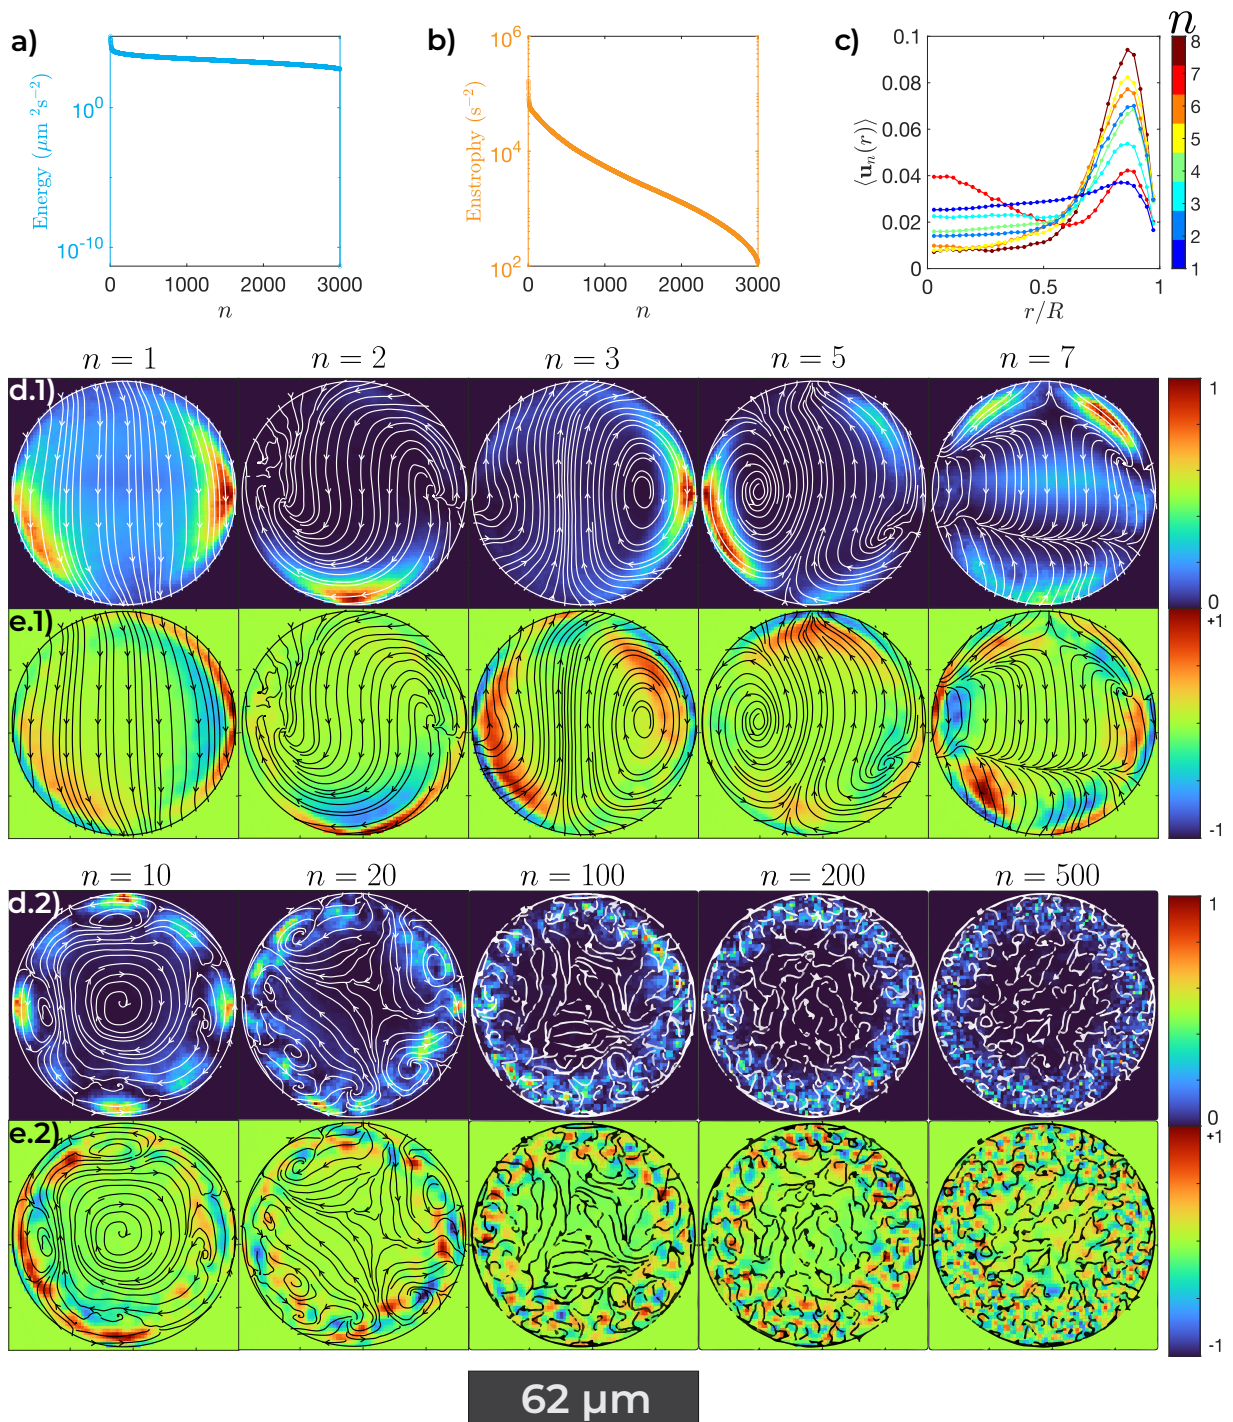 a)
Energy (μm ²s⁻²)
10⁰
10⁻¹⁰
0 1000 2000 3000
n
b)
Enstrophy (s⁻²)
10⁶
10⁴
10²
0 1000 2000 3000
n
c)
⟨𝐮ₙ(r)⟩
0.1
0.08
0.06
0.04
0.02
0
0 0.5 1
r/R
n
8
7
6
5
4
3
2
1
n = 1 n = 2 n = 3 n = 5 n = 7
d.1)
1
0
e.1)
+1
-1
n = 10 n = 20 n = 100 n = 200 n = 500
d.2)
1
0
e.2)
+1
-1
62 μm